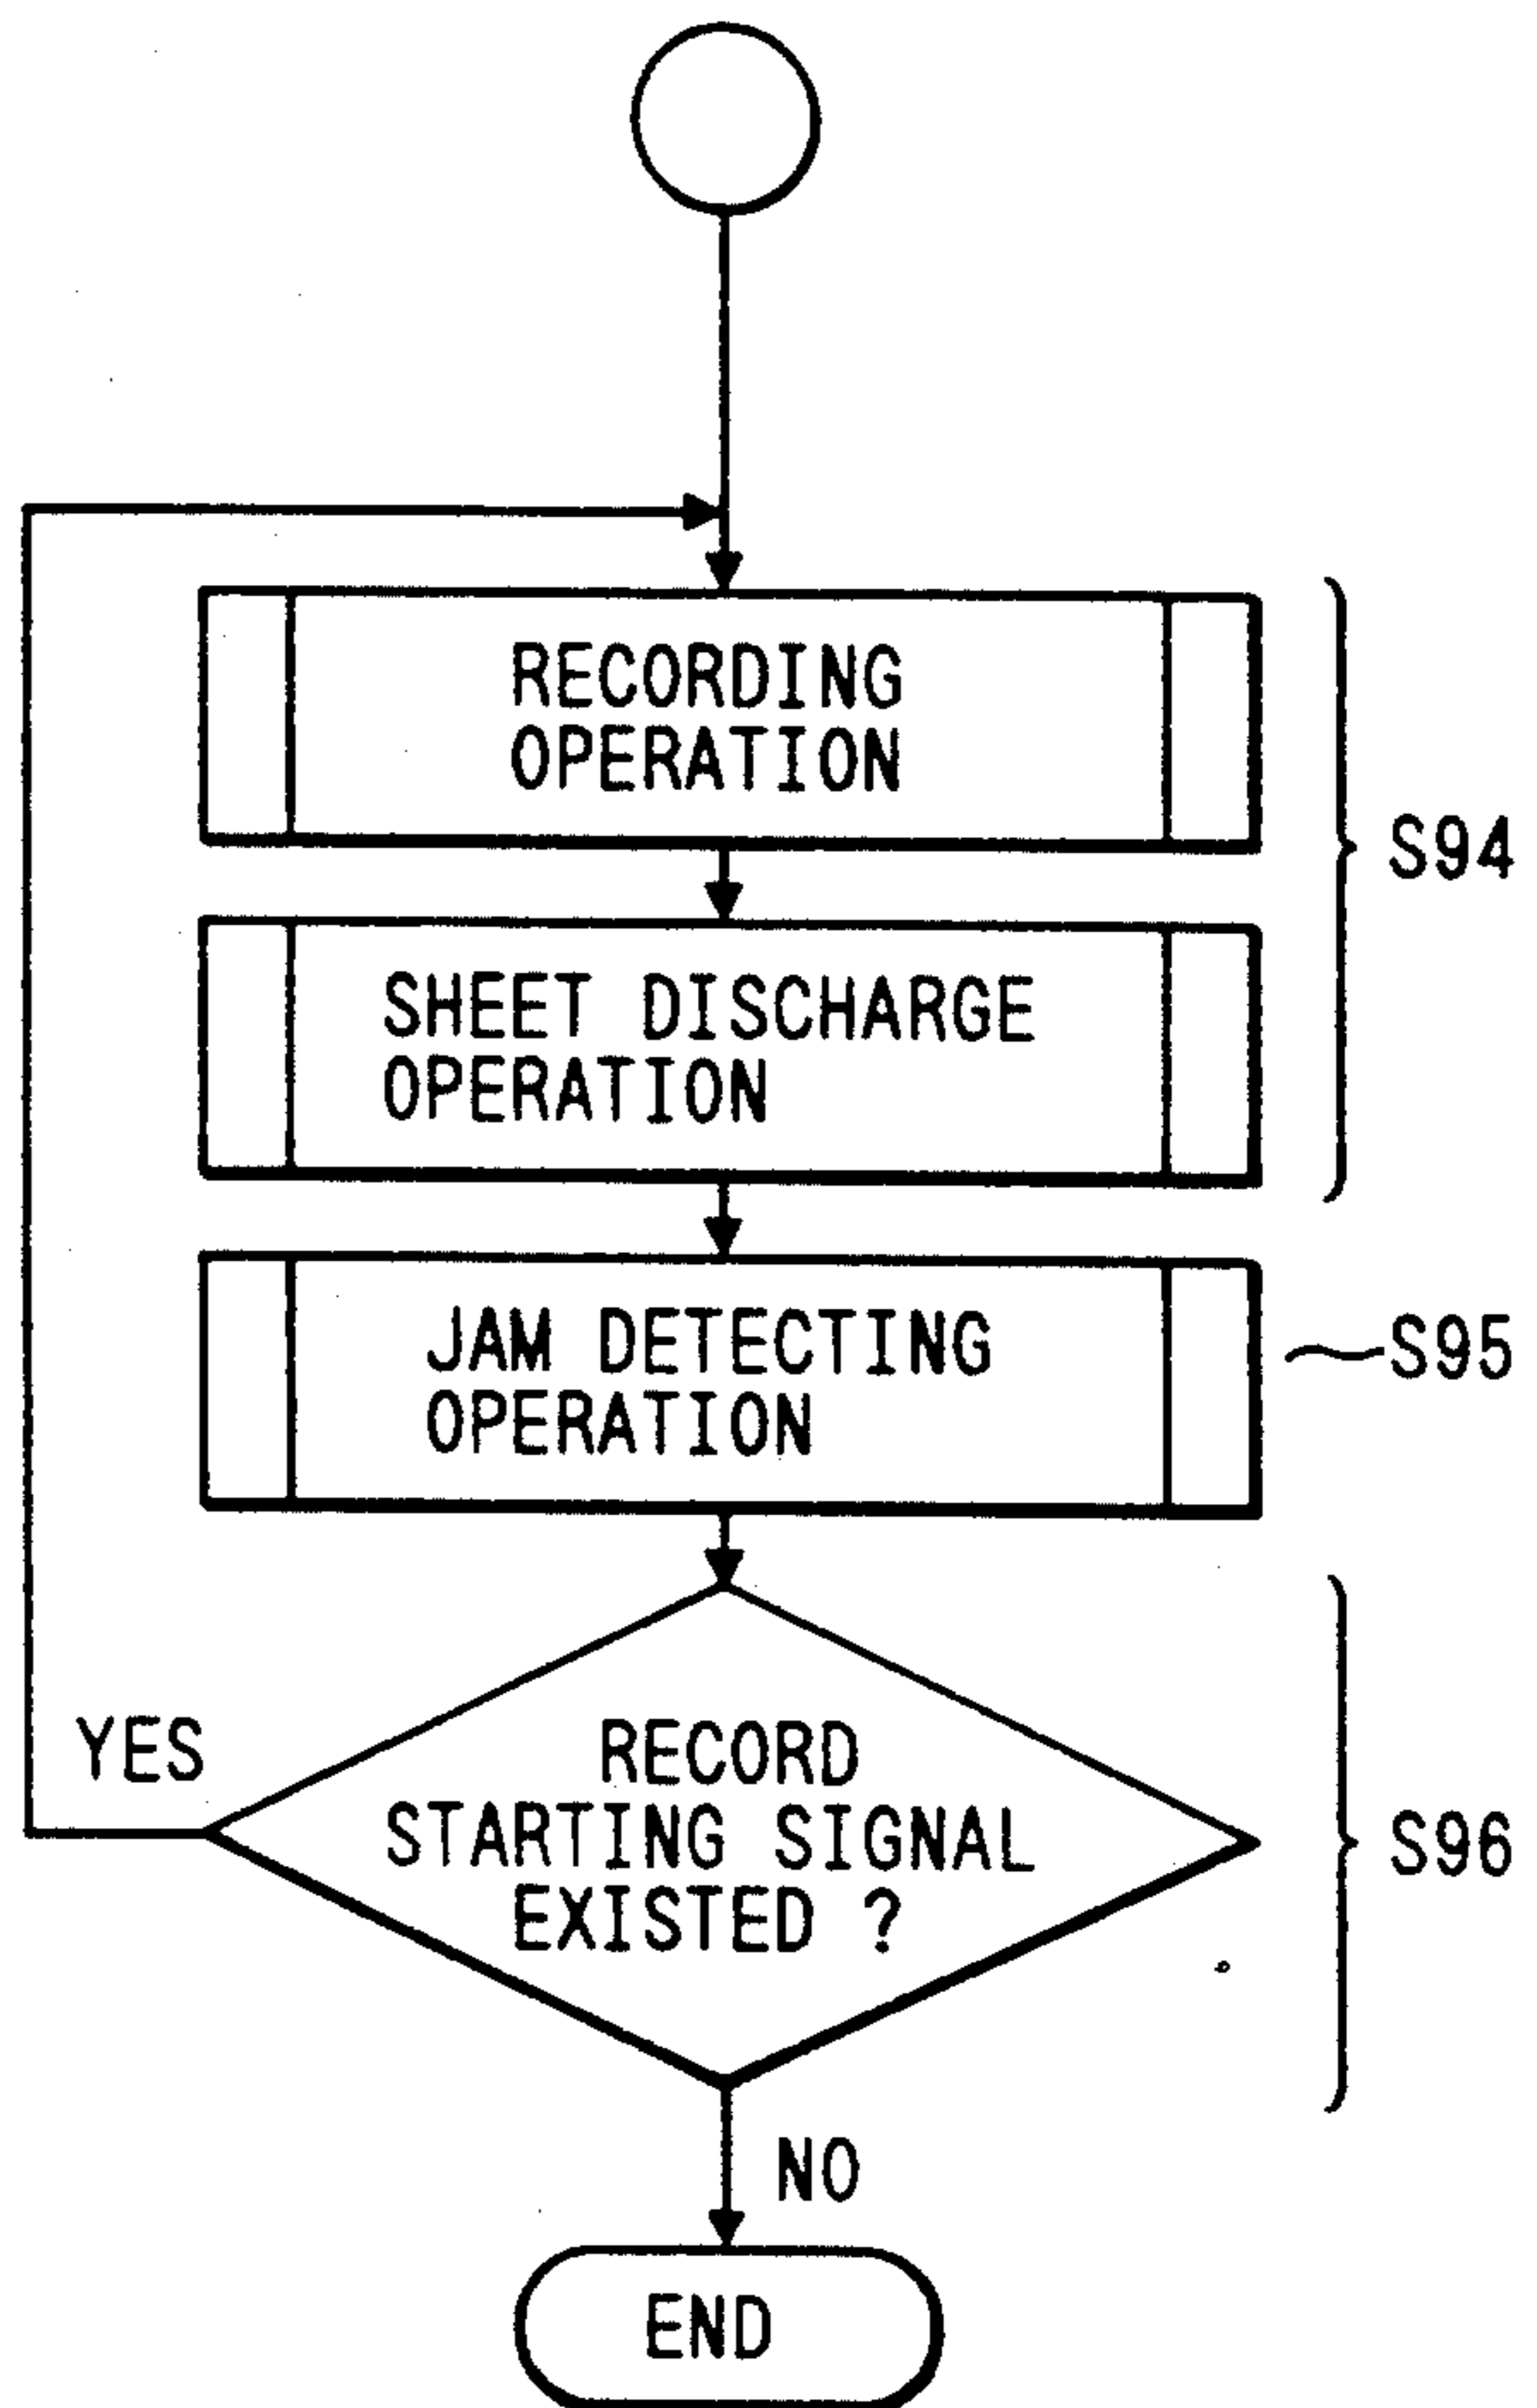 RECORDING
OPERATION
S94
SHEET DISCHARGE
OPERATION
JAM DETECTING
OPERATION
S95
YES
RECORD
STARTING SIGNAL
EXISTED ?
S96
NO
END